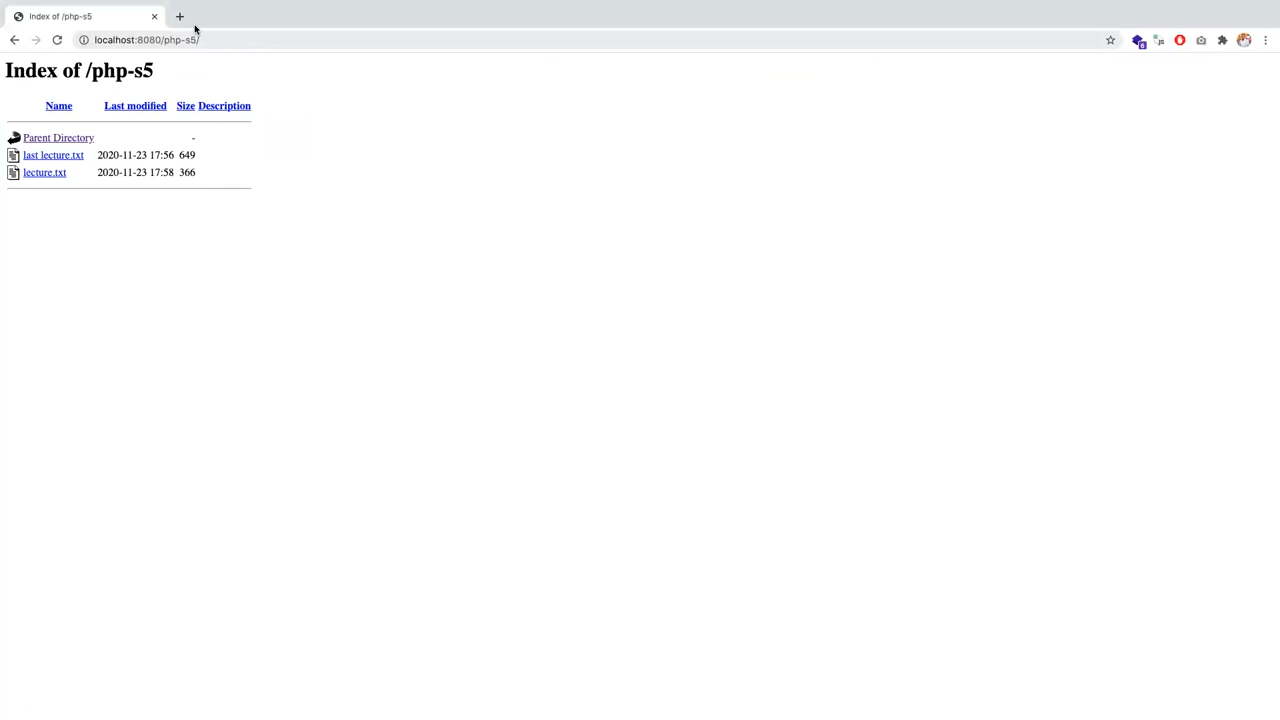 Index of /php-s5
localhost:8080/php-s5/
6
Index of /php-s5
Name Last modified Size Description
Parent Directory -
last lecture.txt 2020-11-23 17:56 649
lecture.txt 2020-11-23 17:58 366